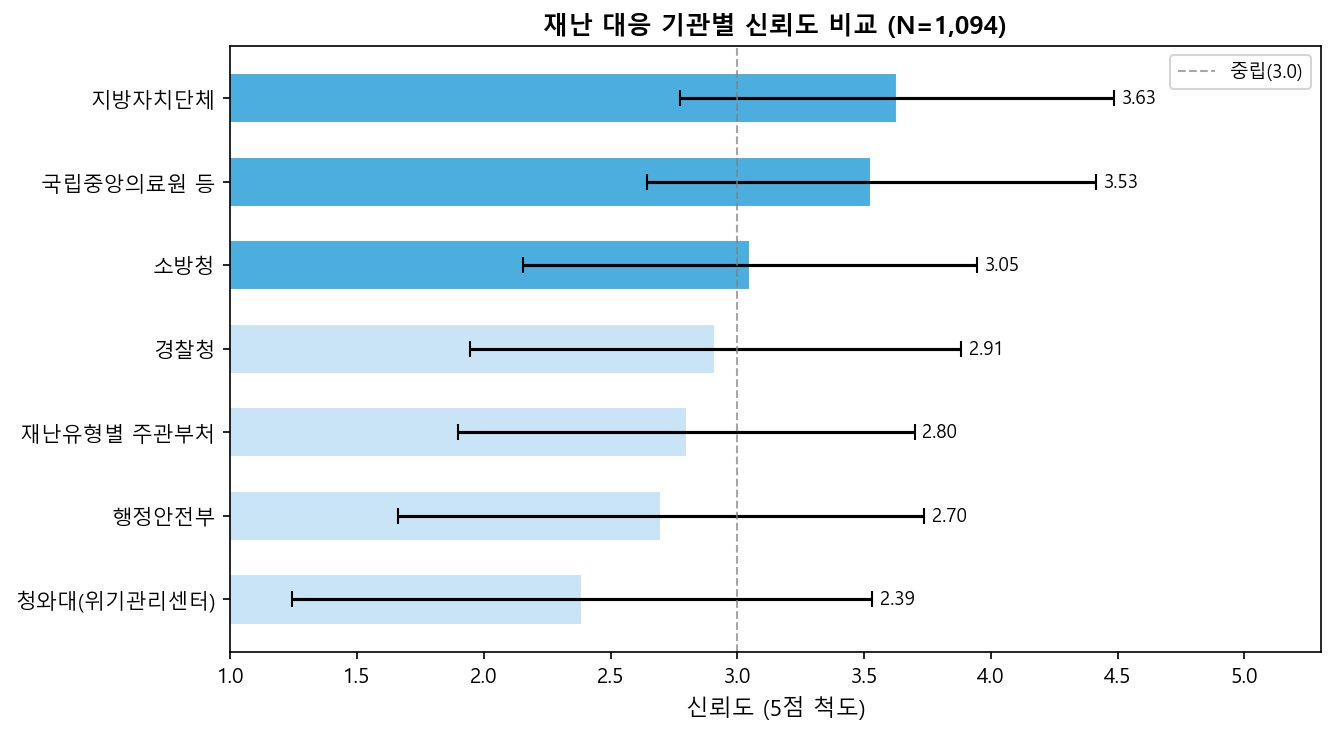 재난 대응 기관별 신뢰도 비교 (N=1,094)
중립(3.0)
지방자치단체 3.63
국립중앙의료원 등 3.53
소방청 3.05
경찰청 2.91
재난유형별 주관부처 2.80
행정안전부 2.70
청와대(위기관리센터) 2.39
1.0 1.5 2.0 2.5 3.0 3.5 4.0 4.5 5.0
신뢰도 (5점 척도)